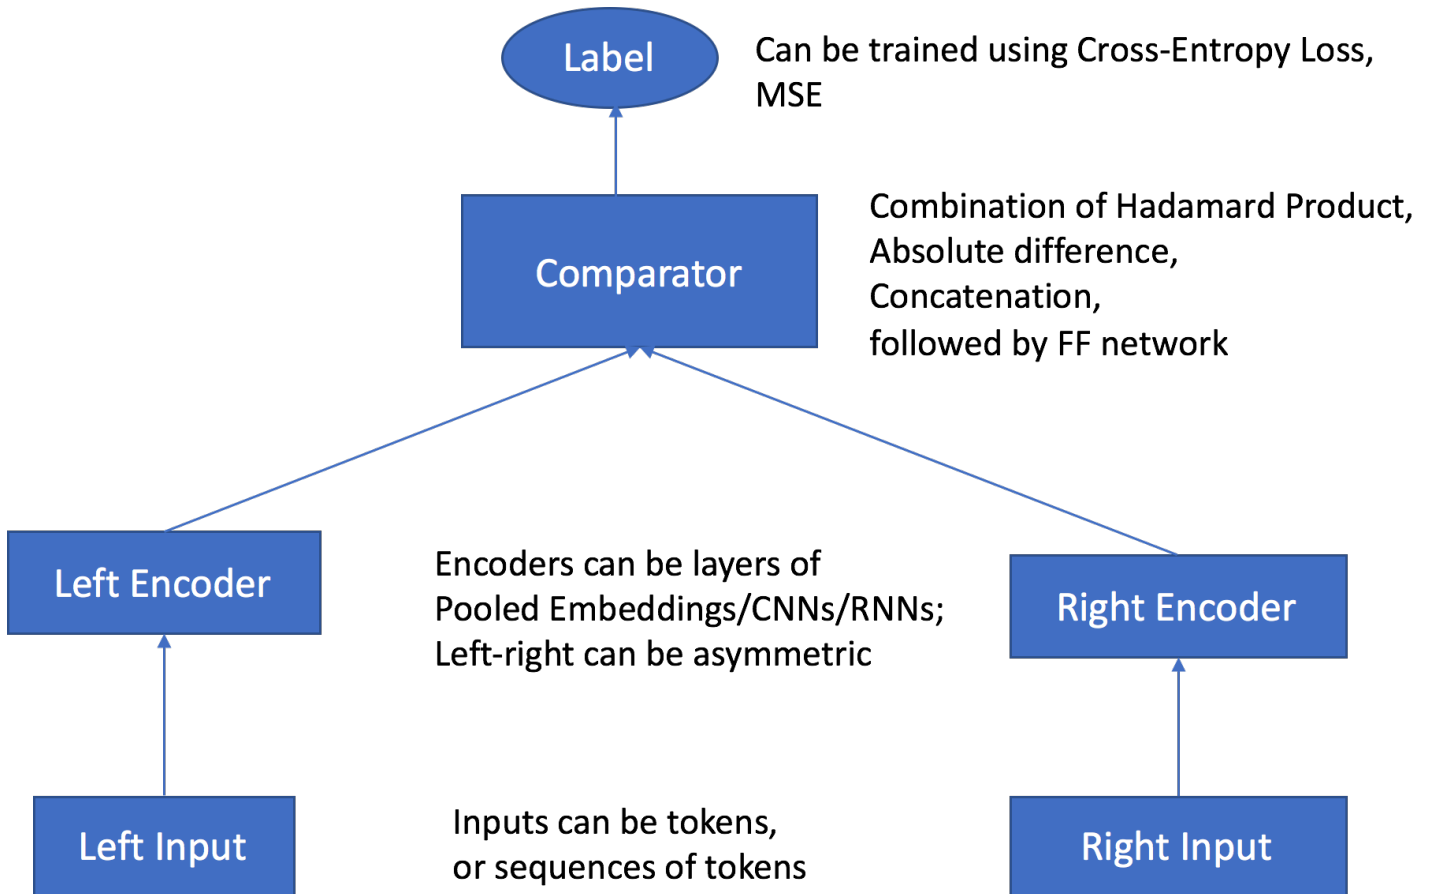 Label
Can be trained using Cross-Entropy Loss,
MSE
Comparator
Combination of Hadamard Product,
Absolute difference,
Concatenation,
followed by FF network
Left Encoder
Encoders can be layers of
Pooled Embeddings/CNNs/RNNs;
Left-right can be asymmetric
Right Encoder
Left Input
Inputs can be tokens,
or sequences of tokens
Right Input